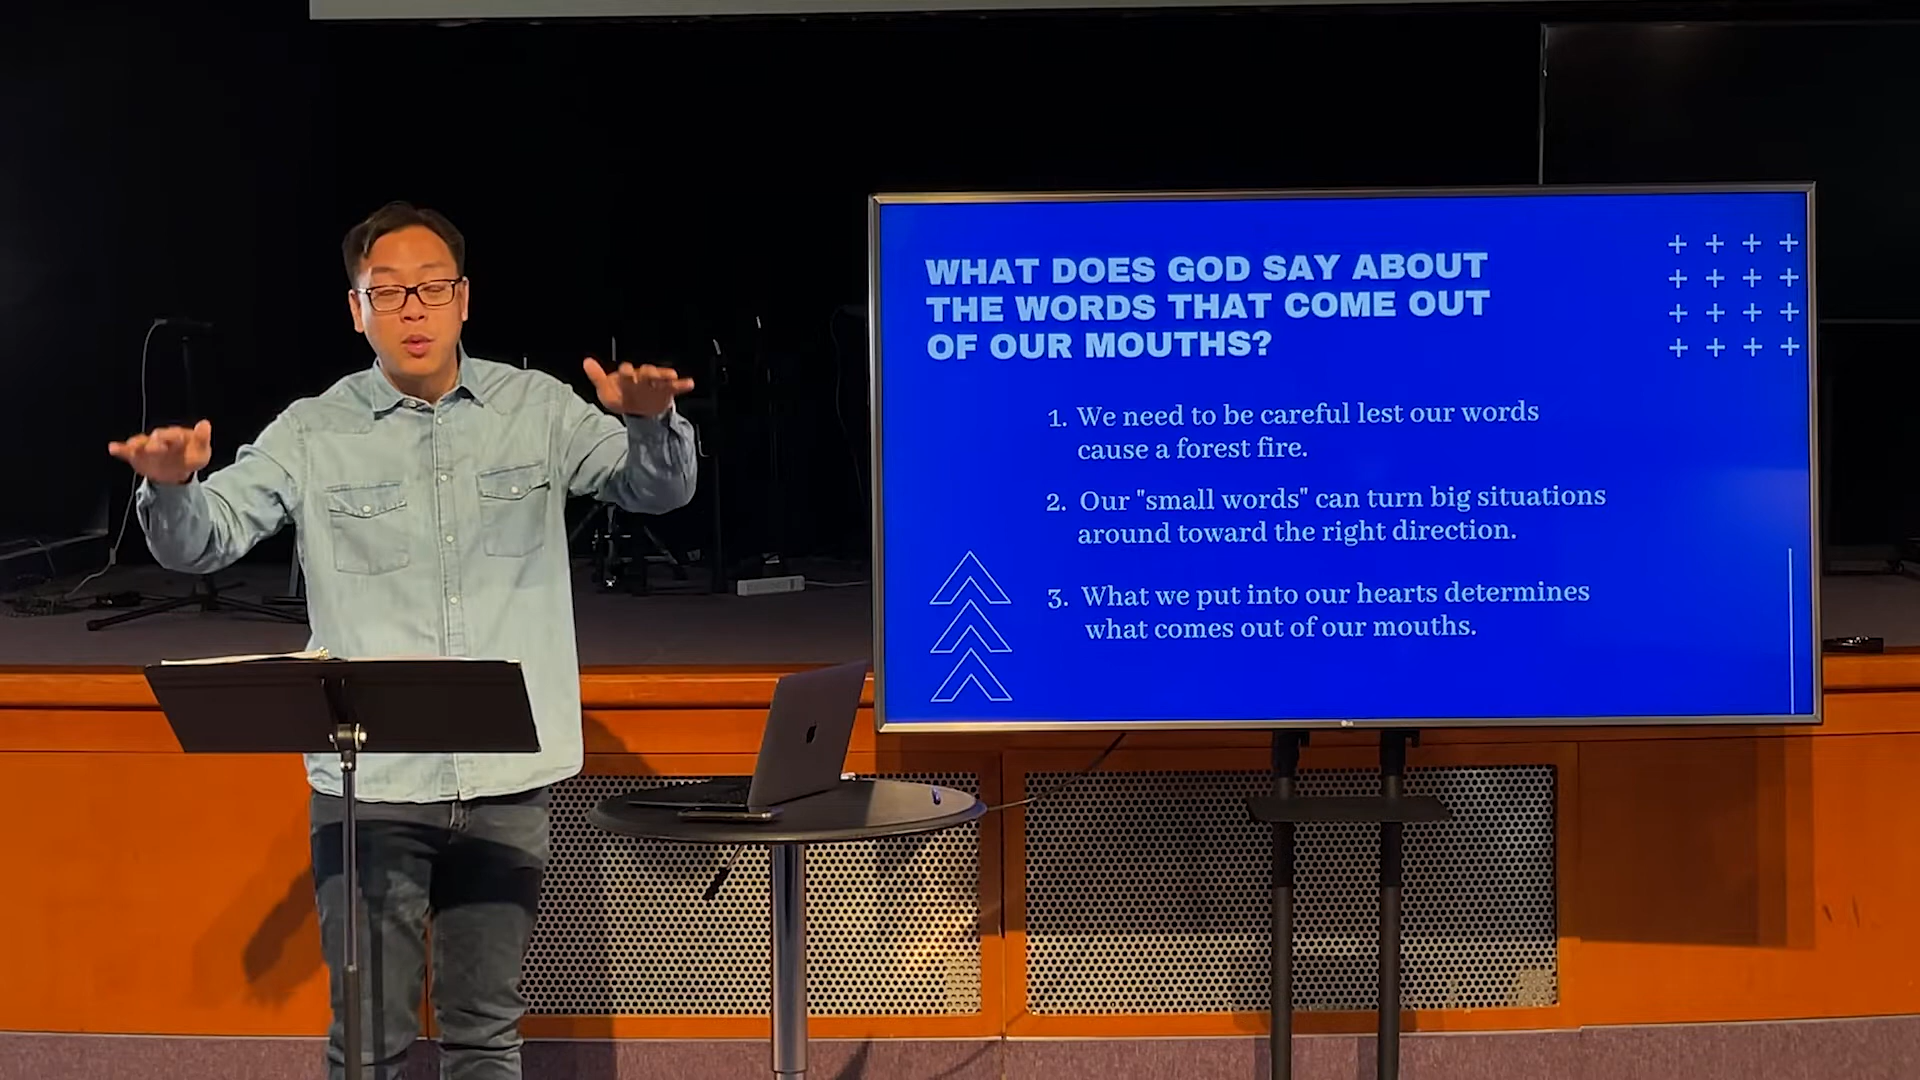 WHAT DOES GOD SAY ABOUT
THE WORDS THAT COME OUT
OF OUR MOUTHS?
1. We need to be careful lest our words
cause a forest fire.
2. Our "small words" can turn big situations
around toward the right direction.
3. What we put into our hearts determines
what comes out of our mouths.
LG